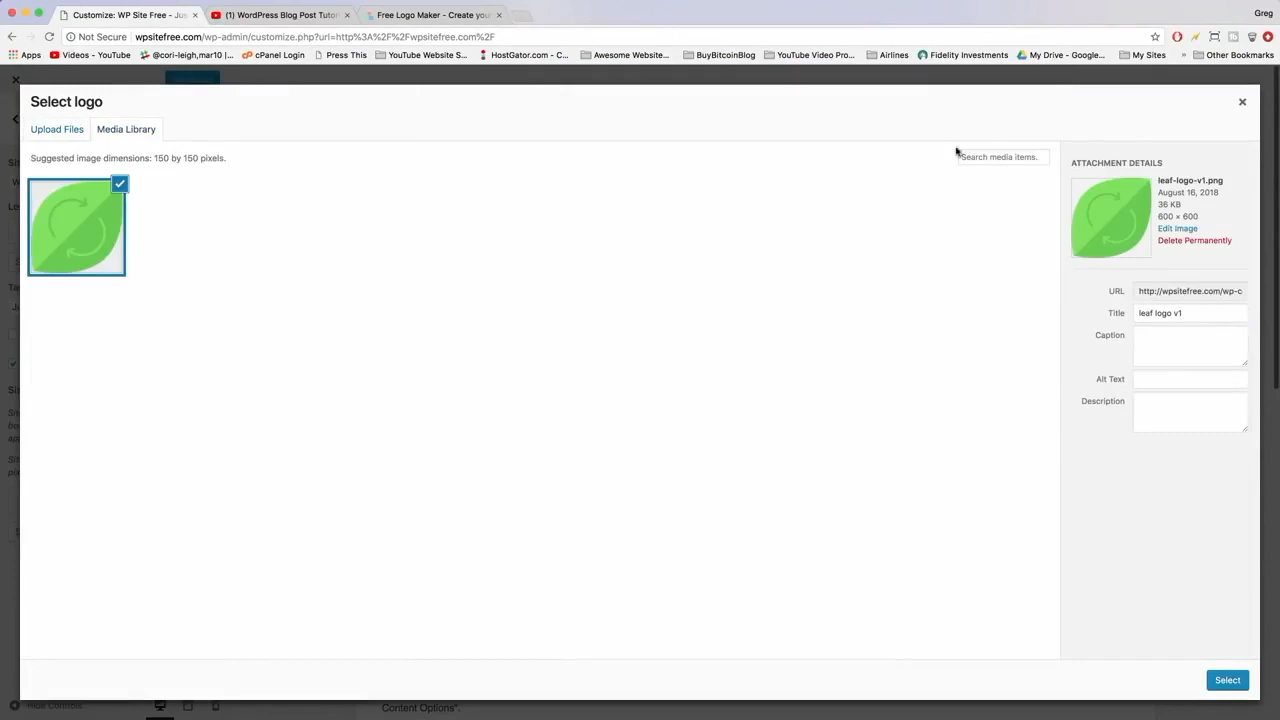 Customize: WP Site Free - Jus
(1) WordPress Blog Post Tuto
Free Logo Maker - Create you
Greg
Not Secure
wpsitefree.com/wp-admin/customize.php?url=http%3A%2F%2Fwpsitefree.com%2F
Apps
Videos - YouTube
@cori-leigh,mar10 |...
cPanel Login
Press This
YouTube Website S...
HostGator.com - C...
Awesome Website...
BuyBitcoinBlog
YouTube Video Pro...
Airlines
Fidelity Investments
My Drive - Google...
My Sites
»
Other Bookmarks
Select logo
Upload Files
Media Library
Suggested image dimensions: 150 by 150 pixels.
Search media items.
ATTACHMENT DETAILS
leaf-logo-v1.png
August 16, 2018
36 KB
600 × 600
Edit Image
Delete Permanently
URL
http://wpsitefree.com/wp-c
Title
leaf logo v1
Caption
Alt Text
Description
Select
Hide Controls
Content Options".